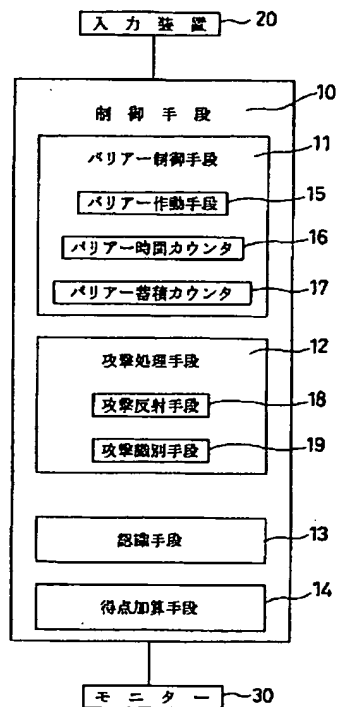 入力装置 20
制御手段 10
バリアー制御手段 11
バリアー作動手段 15
バリアー時間カウンタ 16
バリアー蓄積カウンタ 17
攻撃処理手段 12
攻撃反射手段 18
攻撃識別手段 19
認識手段 13
得点加算手段 14
モニター 30